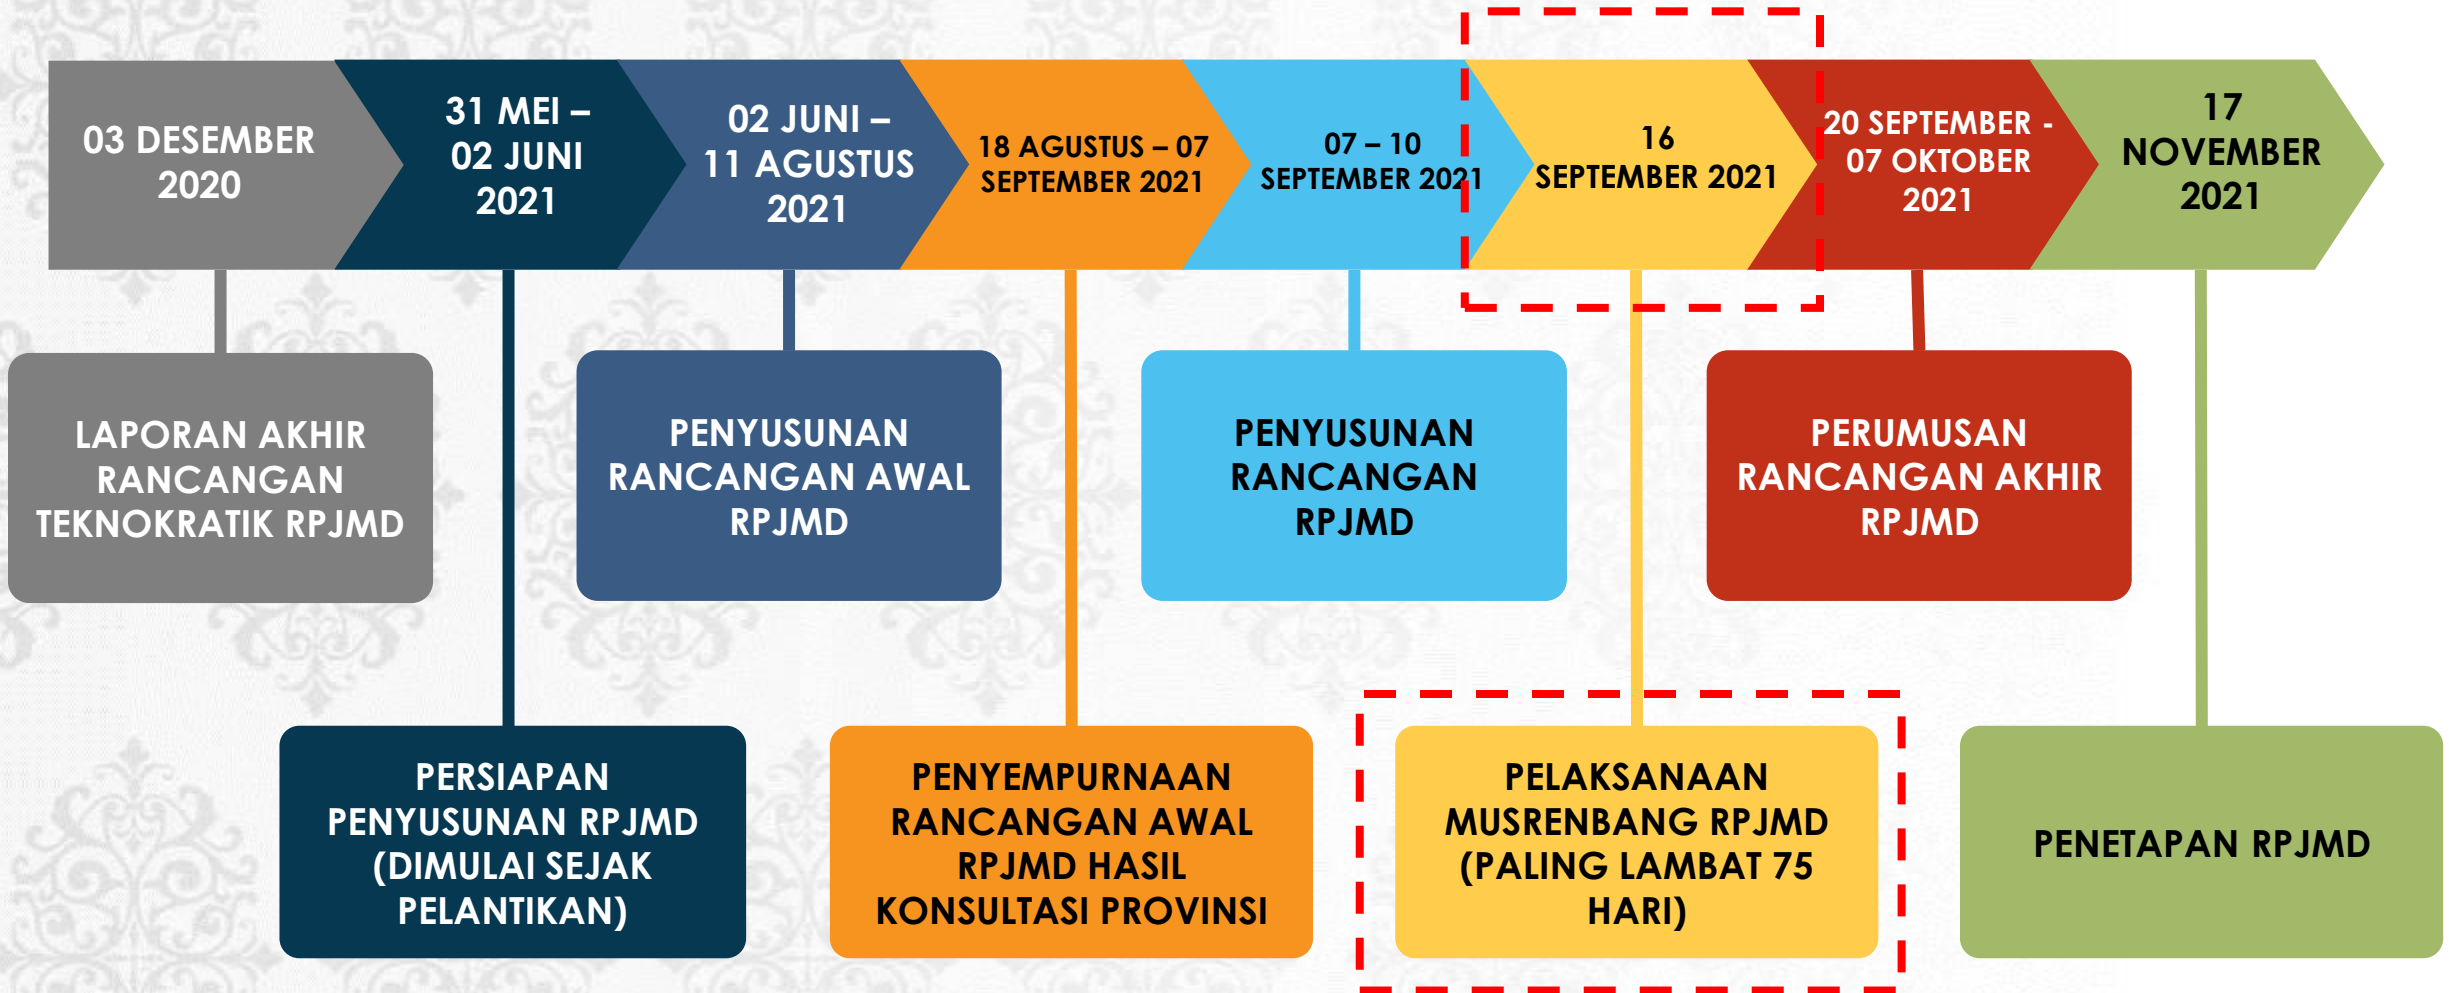 03 DESEMBER
2020
31 MEI –
02 JUNI
2021
02 JUNI –
11 AGUSTUS
2021
18 AGUSTUS – 07
SEPTEMBER 2021
07 – 10
SEPTEMBER 2021
16
SEPTEMBER 2021
20 SEPTEMBER -
07 OKTOBER
2021
17
NOVEMBER
2021
LAPORAN AKHIR
RANCANGAN
TEKNOKRATIK RPJMD
PENYUSUNAN
RANCANGAN AWAL
RPJMD
PENYUSUNAN
RANCANGAN
RPJMD
PERUMUSAN
RANCANGAN AKHIR
RPJMD
PERSIAPAN
PENYUSUNAN RPJMD
(DIMULAI SEJAK
PELANTIKAN)
PENYEMPURNAAN
RANCANGAN AWAL
RPJMD HASIL
KONSULTASI PROVINSI
PELAKSANAAN
MUSRENBANG RPJMD
(PALING LAMBAT 75
HARI)
PENETAPAN RPJMD